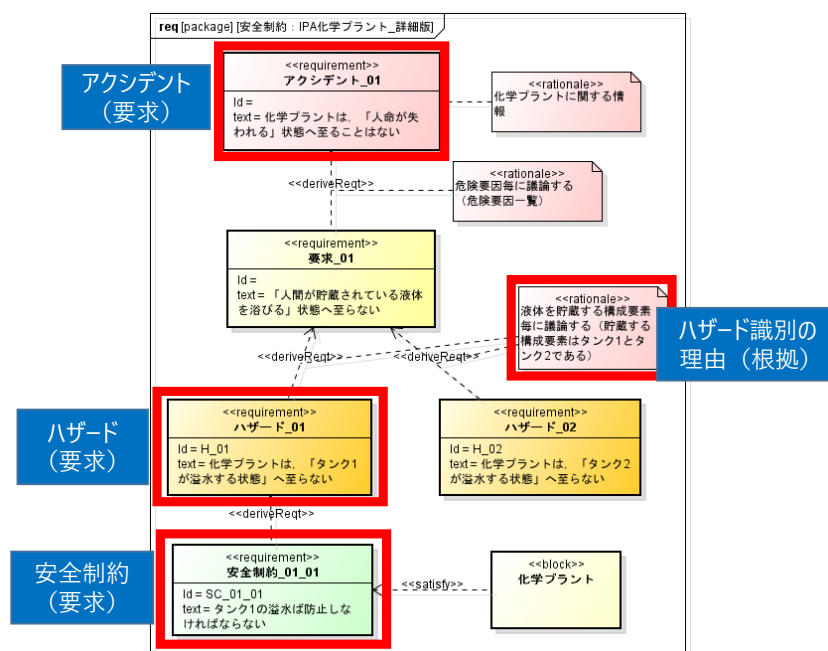 req [package] [安全制約：IPA化学プラント_詳細版]
アクシデント
（要求）
<<requirement>>
アクシデント_01
Id =
text = 化学プラントは，「人命が失
われる」状態へ至ることはない
<<rationale>>
化学プラントに関する情
報
<<deriveReqt>>
<<rationale>>
危険要因毎に議論する
（危険要因一覧）
<<requirement>>
要求_01
Id =
text = 「人間が貯蔵されている液体
を浴びる」状態へ至らない
<<rationale>>
液体を貯蔵する構成要素
毎に議論する（貯蔵する
構成要素はタンク1とタ
ンク2である）
ハザード識別の
理由（根拠）
<<deriveReqt>>
<<deriveReqt>>
ハザード
（要求）
<<requirement>>
ハザード_01
Id = H_01
text = 化学プラントは，「タンク1
が溢水する状態」へ至らない
<<requirement>>
ハザード_02
Id = H_02
text = 化学プラントは，「タンク2
が溢水する状態」へ至らない
<<deriveReqt>>
安全制約
（要求）
<<requirement>>
安全制約_01_01
Id = SC_01_01
text = タンク1の溢水ば防止しな
ければならない
<<satisfy>>
<<block>>
化学プラント